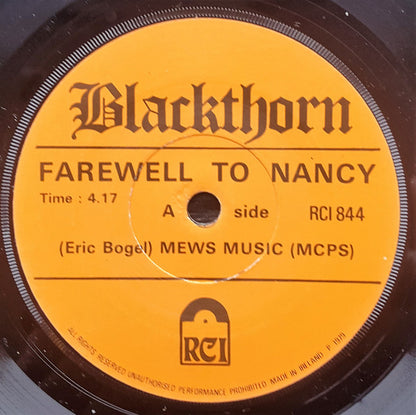 Blackthorn
FAREWELL TO NANCY
Time : 4.17
A side
RCI 844
(Eric Bogel) MEWS MUSIC (MCPS)
RCI
ALL RIGHTS RESERVED UNAUTHORISED PERFORMANCE PROHIBITED MADE IN IRELAND P 1979